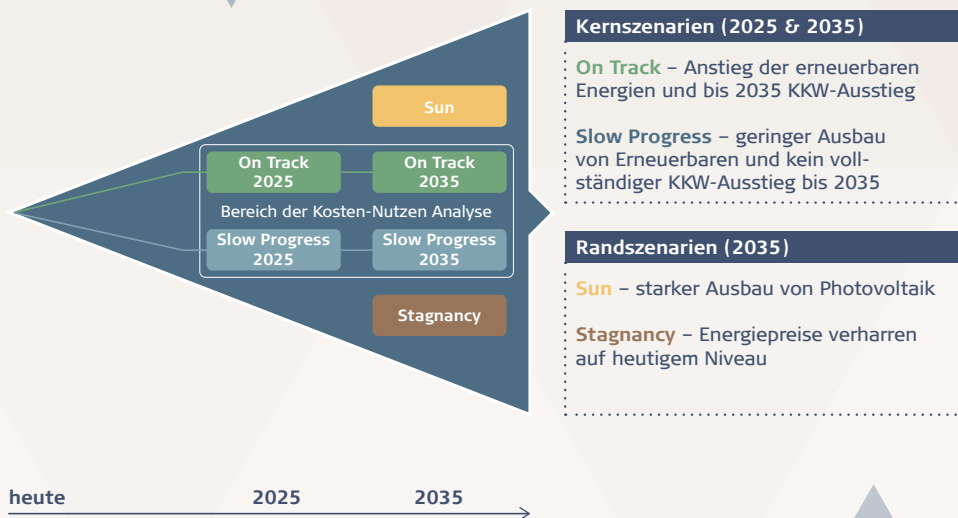 Sun
On Track
2025
On Track
2035
Bereich der Kosten-Nutzen Analyse
Slow Progress
2025
Slow Progress
2035
Stagnancy
heute
2025
2035
Kernszenarien (2025 & 2035)
On Track – Anstieg der erneuerbaren
Energien und bis 2035 KKW-Ausstieg
Slow Progress – geringer Ausbau
von Erneuerbaren und kein voll-
ständiger KKW-Ausstieg bis 2035
Randszenarien (2035)
Sun – starker Ausbau von Photovoltaik
Stagnancy – Energiepreise verharren
auf heutigem Niveau